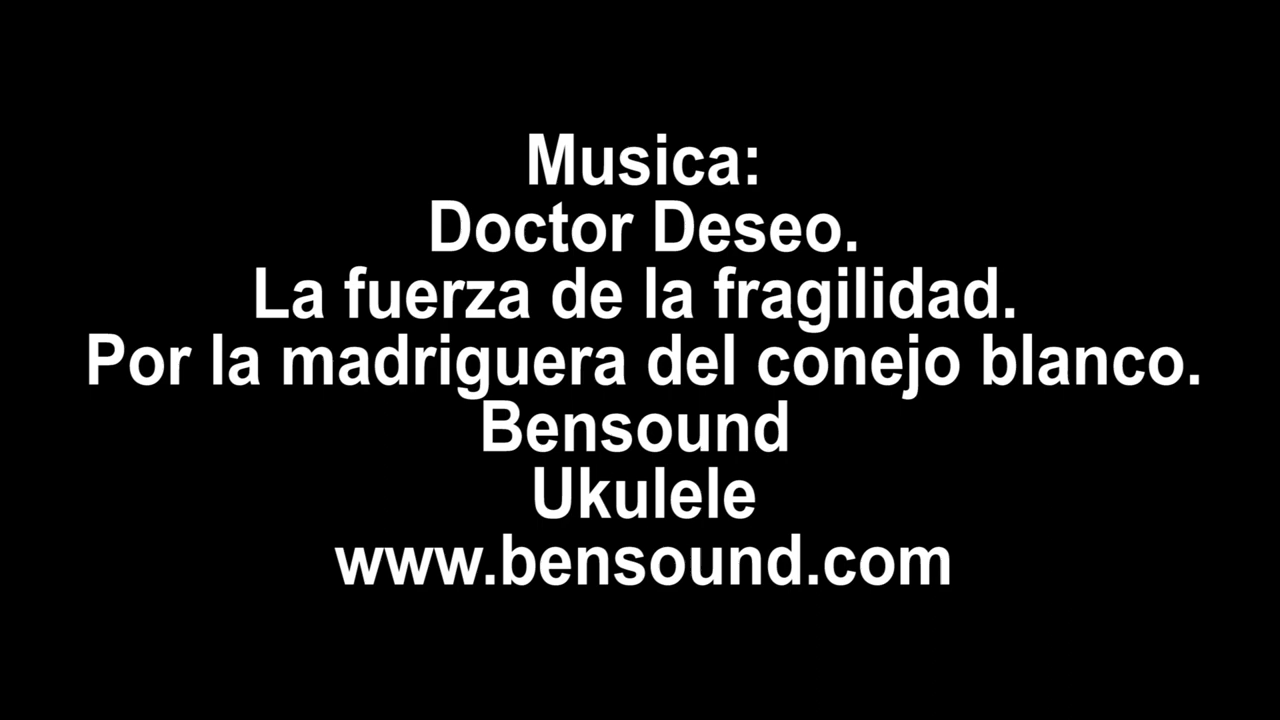 Musica:
Doctor Deseo.
La fuerza de la fragilidad.
Por la madriguera del conejo blanco.
Bensound
Ukulele
www.bensound.com